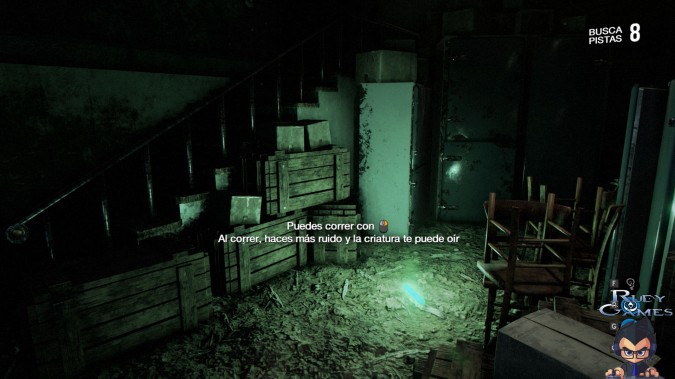 BUSCA
PISTAS 8
Puedes correr con
Al correr, haces más ruido y la criatura te puede oír
F
RUDY
GAMES
G